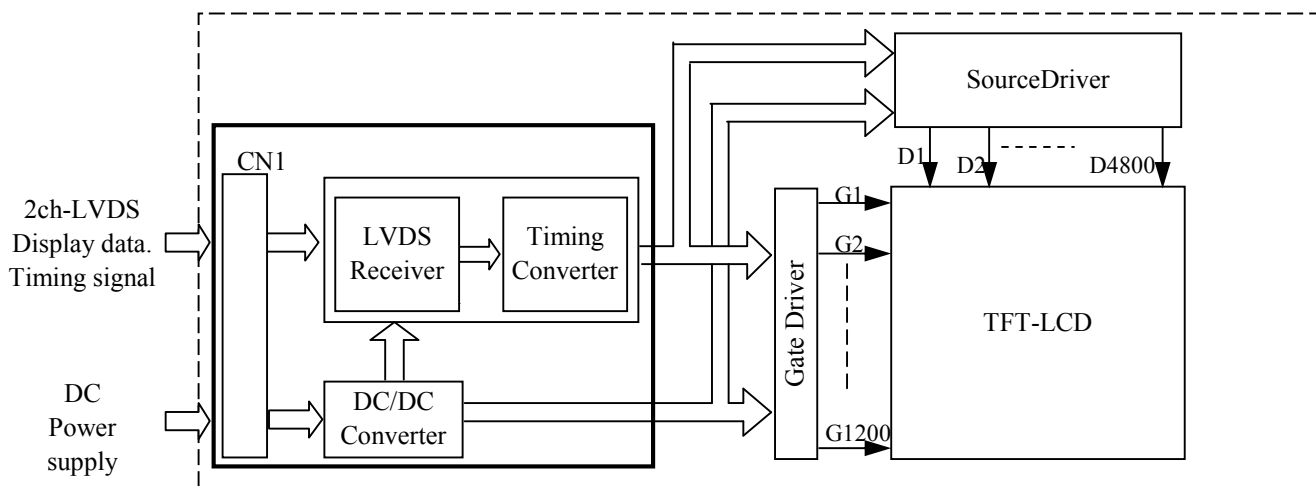 SourceDriver
D1
D2
D4800
CN1
2ch-LVDS
Display data.
Timing signal
LVDS
Receiver
Timing
Converter
Gate Driver
G1
G2
G1200
TFT-LCD
DC
Power
supply
DC/DC
Converter